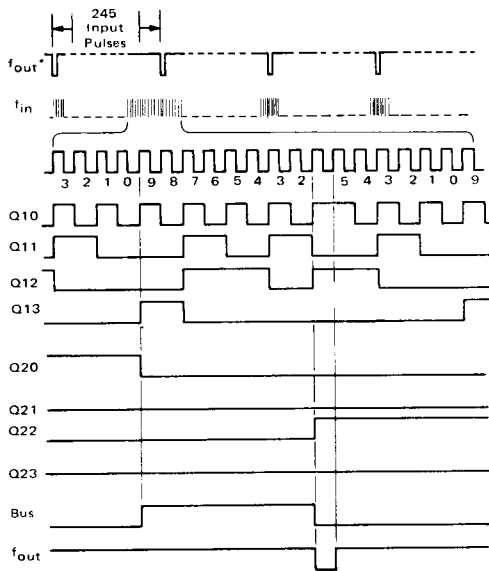 245
Input
Pulses
fout*
fin
3 2 1 0 9 8 7 6 5 4 3 2 5 4 3 2 1 0 9
Q10
Q11
Q12
Q13
Q20
Q21
Q22
Q23
Bus
fout